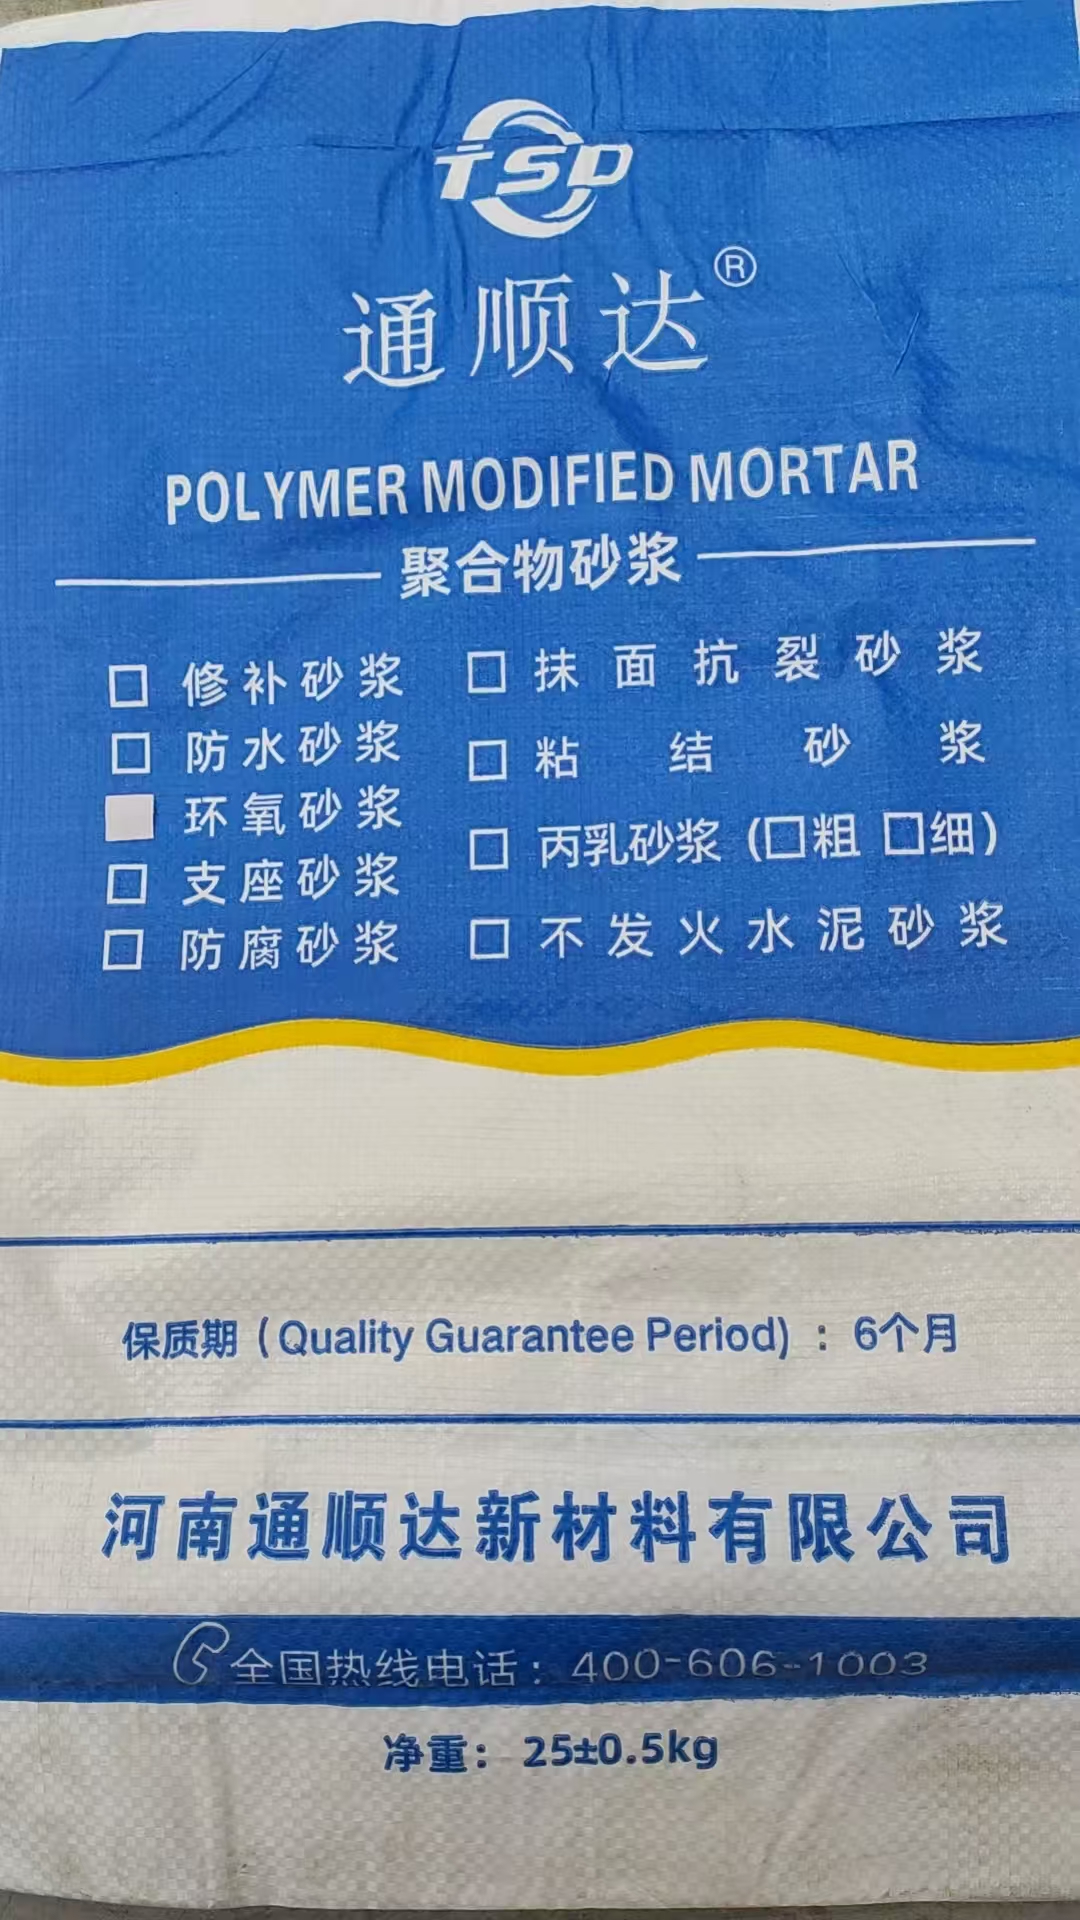 TSD
通顺达®
POLYMER MODIFIED MORTAR
聚合物砂浆
□ 修补砂浆
□ 防水砂浆
■ 环氧砂浆
□ 支座砂浆
□ 防腐砂浆
□ 抹面抗裂砂浆
□ 粘结砂浆
□ 丙乳砂浆 (□粗 □细)
□ 不发火水泥砂浆
保质期 (Quality Guarantee Period) : 6个月
河南通顺达新材料有限公司
全国热线电话: 400-606-1003
净重: 25±0.5kg